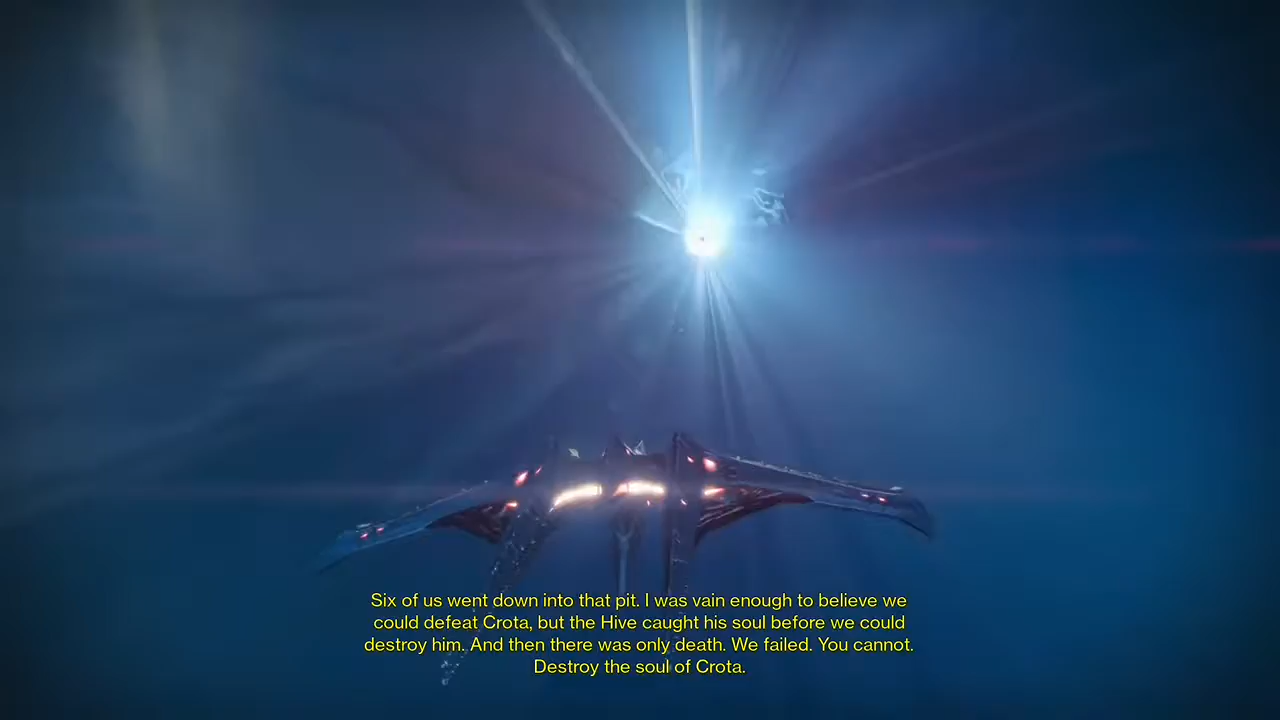 Six of us went down into that pit. I was vain enough to believe we
could defeat Crota, but the Hive caught his soul before we could
destroy him. And then there was only death. We failed. You cannot.
Destroy the soul of Crota.